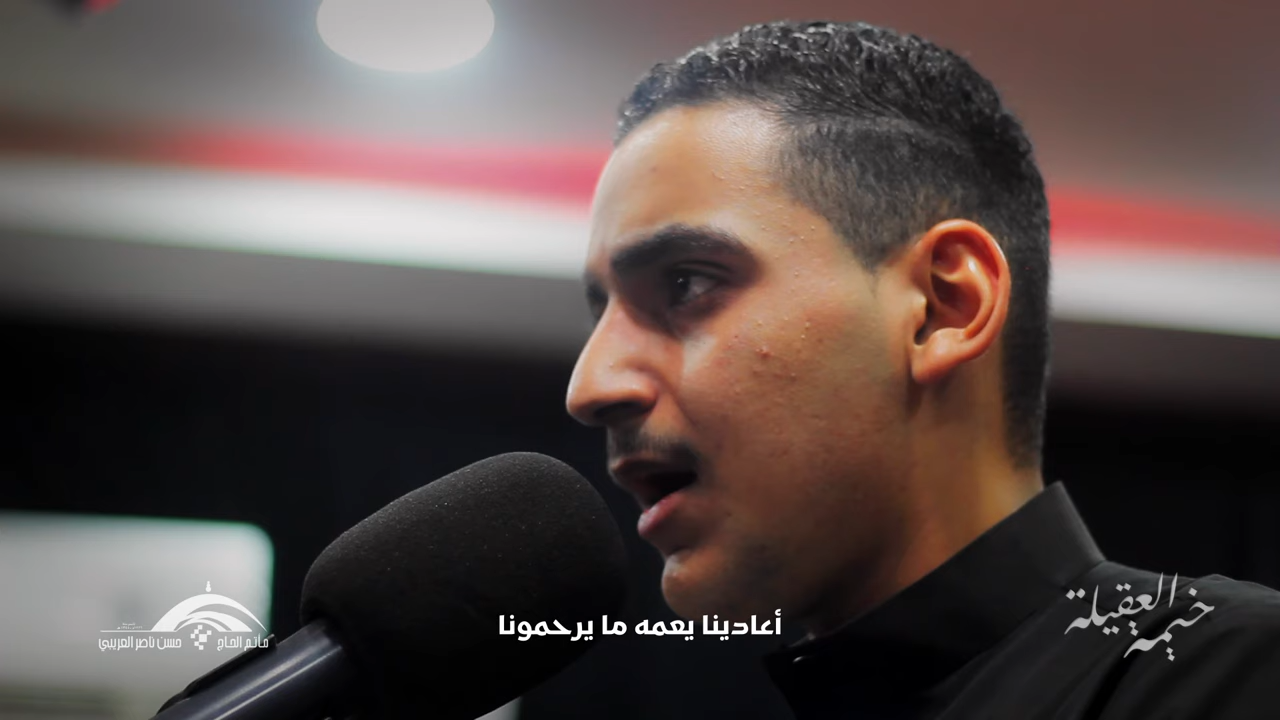 أعادينا يعمه ما يرحمونا
خيمة العقيلة
مأتم الحاج حسن ناصر العريبي